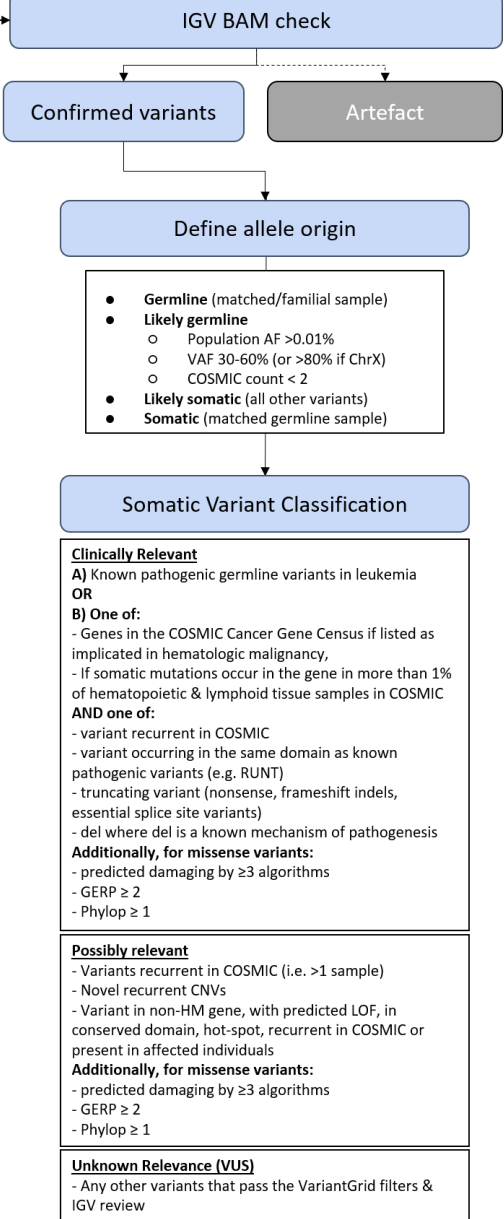 IGV BAM check
Confirmed variants
Artefact
Define allele origin
● Germline (matched/familial sample)
● Likely germline
○ Population AF >0.01%
○ VAF 30-60% (or >80% if ChrX)
○ COSMIC count < 2
● Likely somatic (all other variants)
● Somatic (matched germline sample)
Somatic Variant Classification
Clinically Relevant
A) Known pathogenic germline variants in leukemia
OR
B) One of:
- Genes in the COSMIC Cancer Gene Census if listed as
implicated in hematologic malignancy,
- If somatic mutations occur in the gene in more than 1%
of hematopoietic & lymphoid tissue samples in COSMIC
AND one of:
- variant recurrent in COSMIC
- variant occurring in the same domain as known
pathogenic variants (e.g. RUNT)
- truncating variant (nonsense, frameshift indels,
essential splice site variants)
- del where del is a known mechanism of pathogenesis
Additionally, for missense variants:
- predicted damaging by ≥3 algorithms
- GERP ≥ 2
- Phylop ≥ 1
Possibly relevant
- Variants recurrent in COSMIC (i.e. >1 sample)
- Novel recurrent CNVs
- Variant in non-HM gene, with predicted LOF, in
conserved domain, hot-spot, recurrent in COSMIC or
present in affected individuals
Additionally, for missense variants:
- predicted damaging by ≥3 algorithms
- GERP ≥ 2
- Phylop ≥ 1
Unknown Relevance (VUS)
- Any other variants that pass the VariantGrid filters &
IGV review